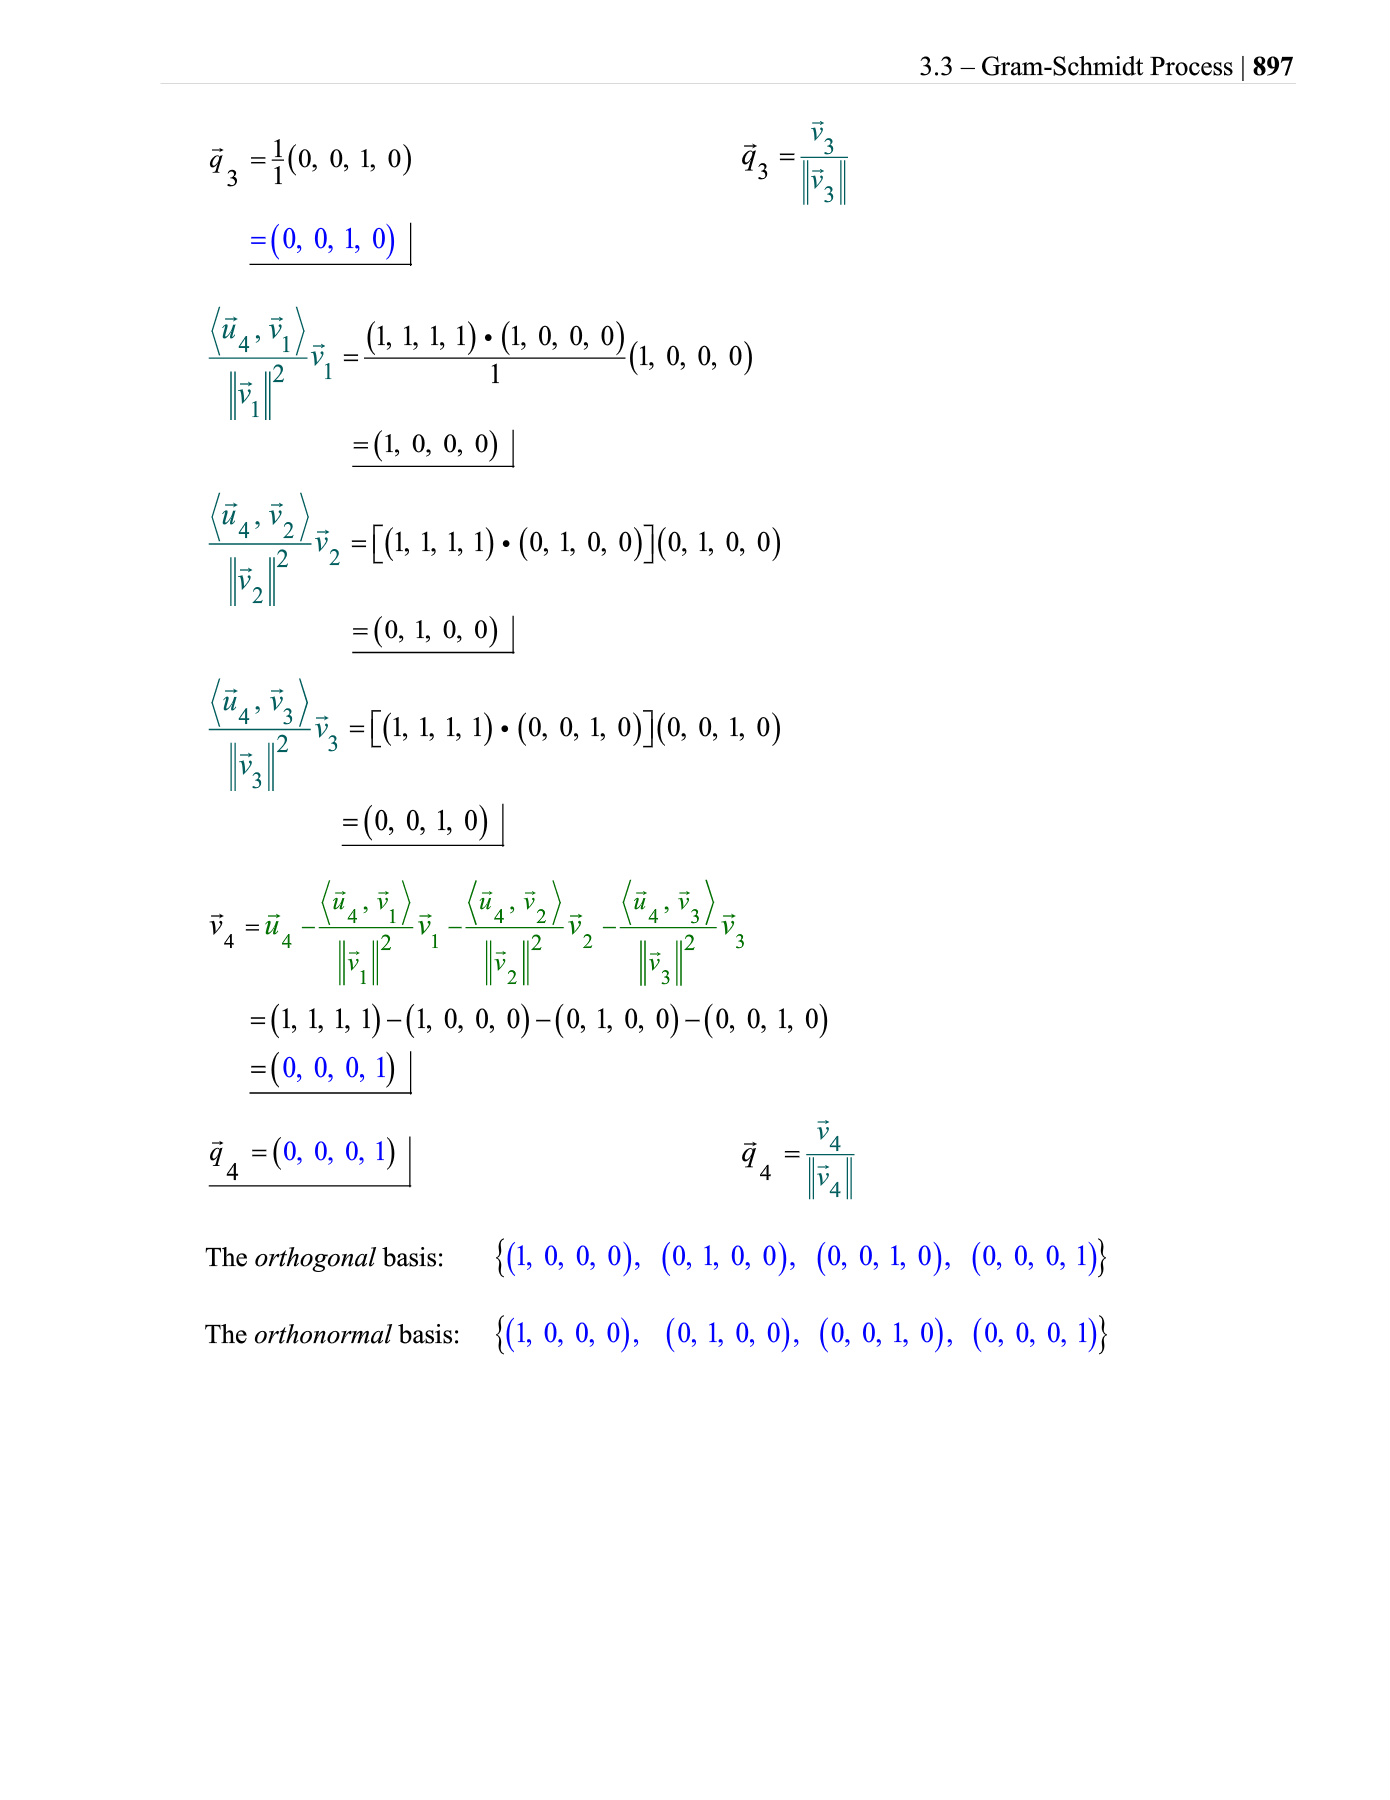 3.3 – Gram-Schmidt Process | 897
$\vec{q}_3 = \frac{1}{1}(0, 0, 1, 0)$ $\vec{q}_3 = \frac{\vec{v}_3}{\|\vec{v}_3\|}$
$= (0, 0, 1, 0)$
$\frac{\langle \vec{u}_4, \vec{v}_1 \rangle}{\|\vec{v}_1\|^2} \vec{v}_1 = \frac{(1, 1, 1, 1) \bullet (1, 0, 0, 0)}{1} (1, 0, 0, 0)$
$= (1, 0, 0, 0)$
$\frac{\langle \vec{u}_4, \vec{v}_2 \rangle}{\|\vec{v}_2\|^2} \vec{v}_2 = [(1, 1, 1, 1) \bullet (0, 1, 0, 0)](0, 1, 0, 0)$
$= (0, 1, 0, 0)$
$\frac{\langle \vec{u}_4, \vec{v}_3 \rangle}{\|\vec{v}_3\|^2} \vec{v}_3 = [(1, 1, 1, 1) \bullet (0, 0, 1, 0)](0, 0, 1, 0)$
$= (0, 0, 1, 0)$
$\vec{v}_4 = \vec{u}_4 - \frac{\langle \vec{u}_4, \vec{v}_1 \rangle}{\|\vec{v}_1\|^2} \vec{v}_1 - \frac{\langle \vec{u}_4, \vec{v}_2 \rangle}{\|\vec{v}_2\|^2} \vec{v}_2 - \frac{\langle \vec{u}_4, \vec{v}_3 \rangle}{\|\vec{v}_3\|^2} \vec{v}_3$
$= (1, 1, 1, 1) - (1, 0, 0, 0) - (0, 1, 0, 0) - (0, 0, 1, 0)$
$= (0, 0, 0, 1)$
$\vec{q}_4 = (0, 0, 0, 1)$ $\vec{q}_4 = \frac{\vec{v}_4}{\|\vec{v}_4\|}$
The orthogonal basis: $\{(1, 0, 0, 0), (0, 1, 0, 0), (0, 0, 1, 0), (0, 0, 0, 1)\}$
The orthonormal basis: $\{(1, 0, 0, 0), (0, 1, 0, 0), (0, 0, 1, 0), (0, 0, 0, 1)\}$